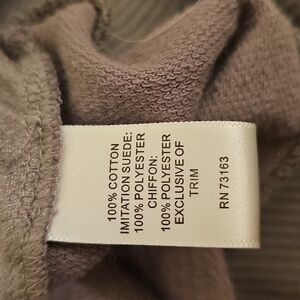 100% COTTON
IMITATION SUEDE:
100% POLYESTER
CHIFFON:
100% POLYESTER
EXCLUSIVE OF
TRIM
RN 73163